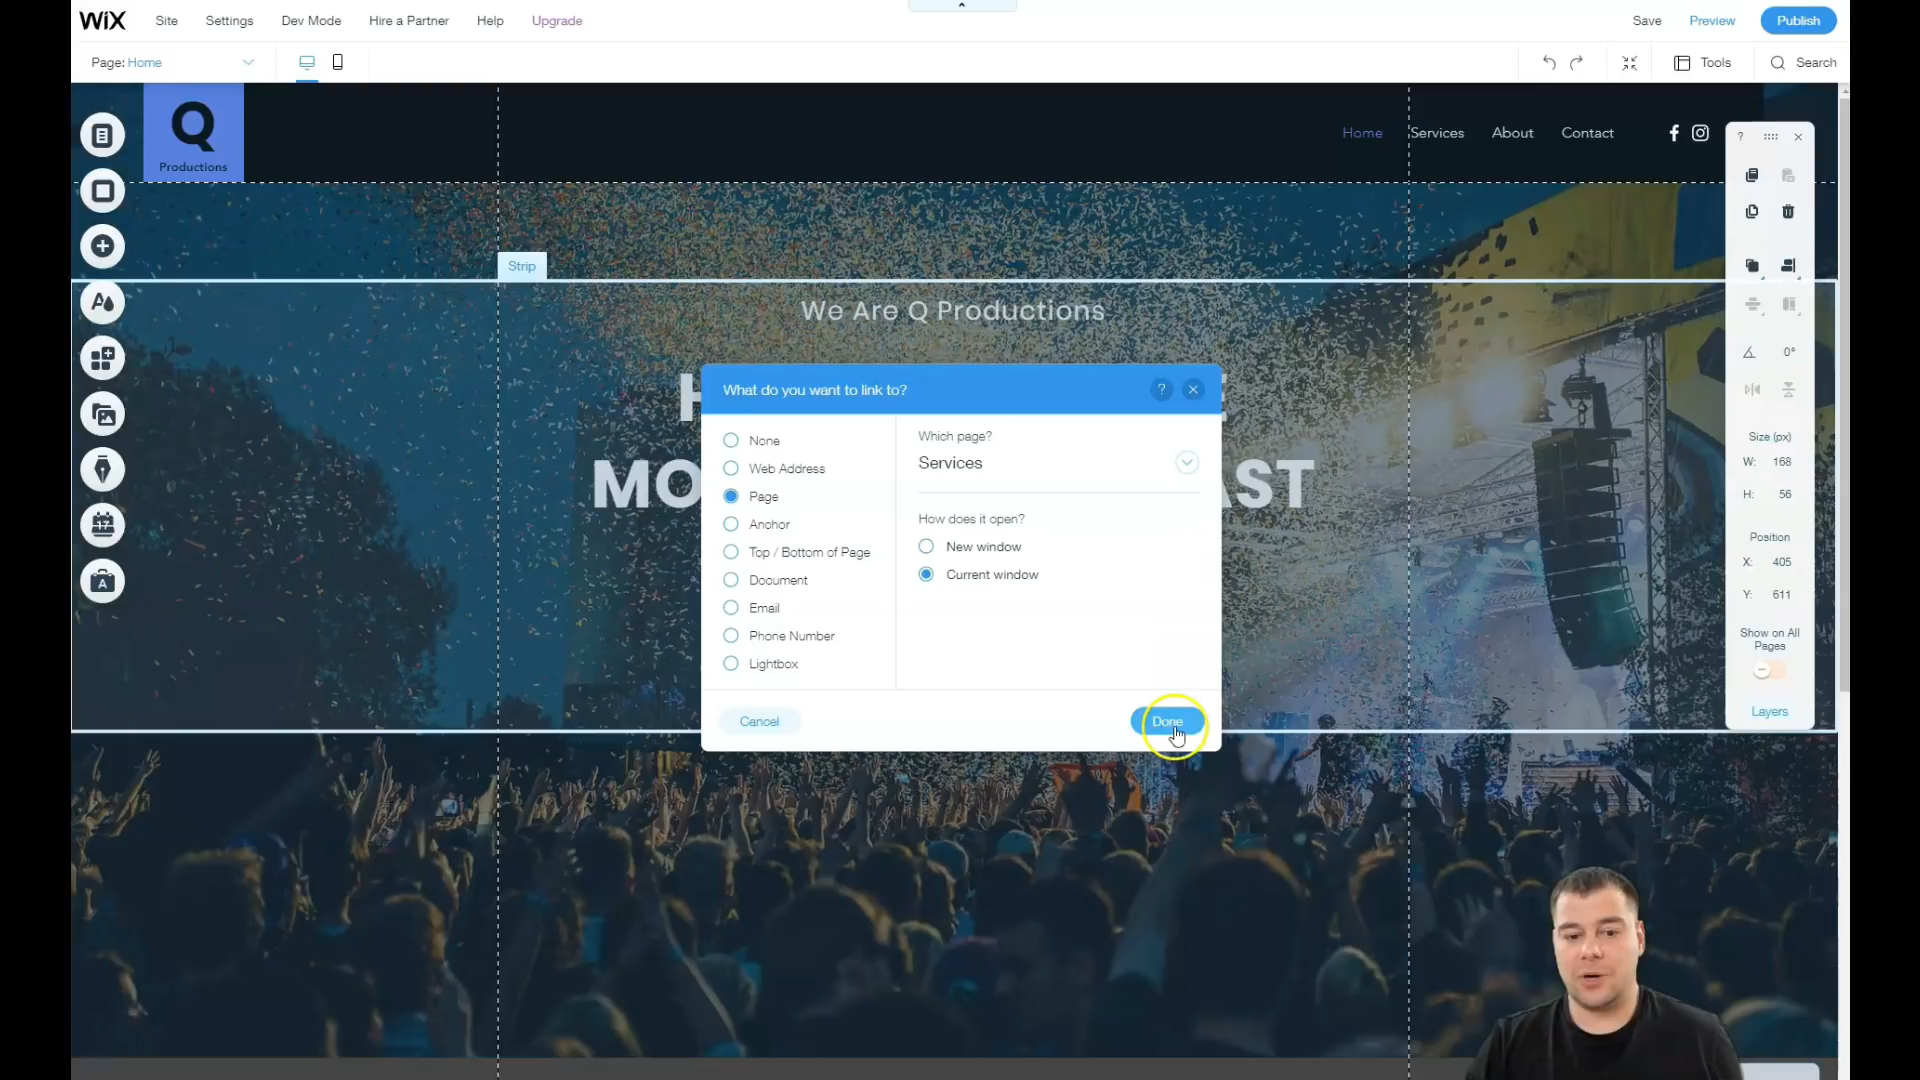 WiX
Site
Settings
Dev Mode
Hire a Partner
Help
Upgrade
Save
Preview
Publish
Page: Home
Tools
Search
Q
Productions
Home
Services
About
Contact
?
Strip
We Are Q Productions
What do you want to link to?
?
None
Web Address
Page
Anchor
Top / Bottom of Page
Document
Email
Phone Number
Lightbox
Which page?
Services
How does it open?
New window
Current window
Cancel
Done
0°
Size (px)
W: 168
H: 56
Position
X: 405
Y: 611
Show on All
Pages
Layers
A
17
A